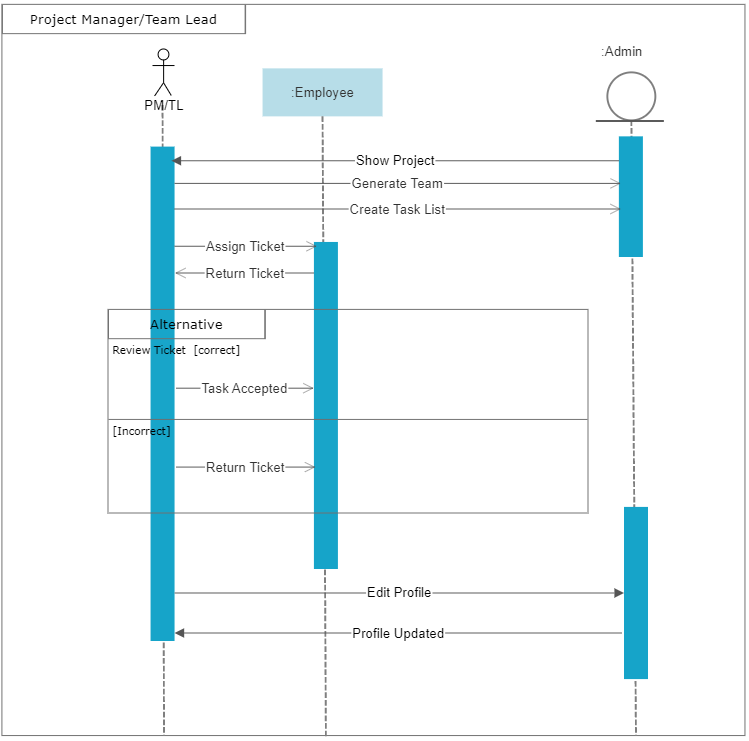 Project Manager/Team Lead
:Admin
:Employee
PM/TL
Show Project
Generate Team
Create Task List
Assign Ticket
Return Ticket
Alternative
Review Ticket [correct]
Task Accepted
[Incorrect]
Return Ticket
Edit Profile
Profile Updated